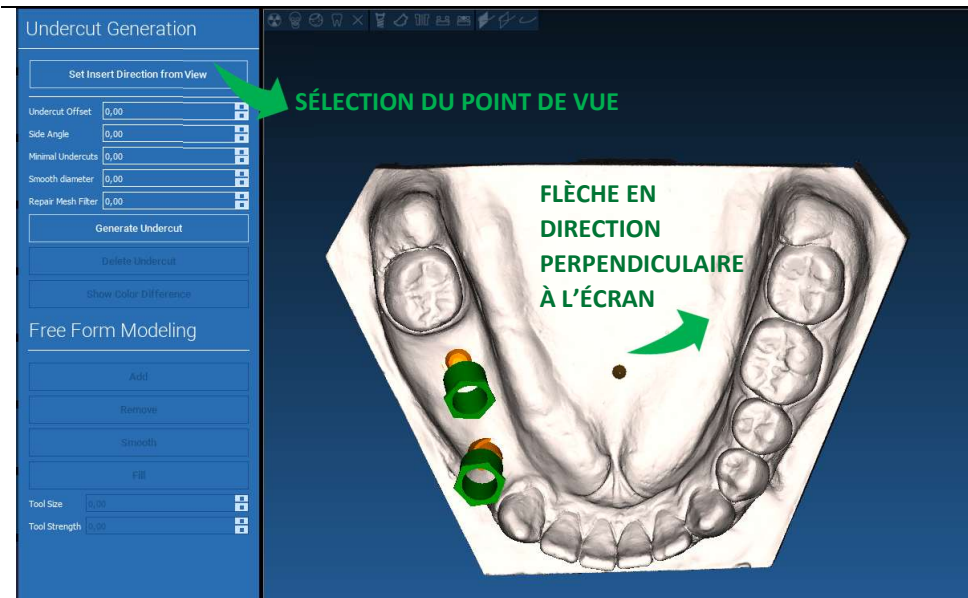 Undercut Generation
Set Insert Direction from View
SÉLECTION DU POINT DE VUE
Undercut Offset 0,00
Side Angle 0,00
Minimal Undercuts 0,00
Smooth diameter 0,00
Repair Mesh Filter 0,00
Generate Undercut
Delete Undercut
Show Color Difference
FLÈCHE EN
DIRECTION
PERPENDICULAIRE
À L'ÉCRAN
Free Form Modeling
Add
Remove
Smooth
Fill
Tool Size 0,00
Tool Strength 0,00